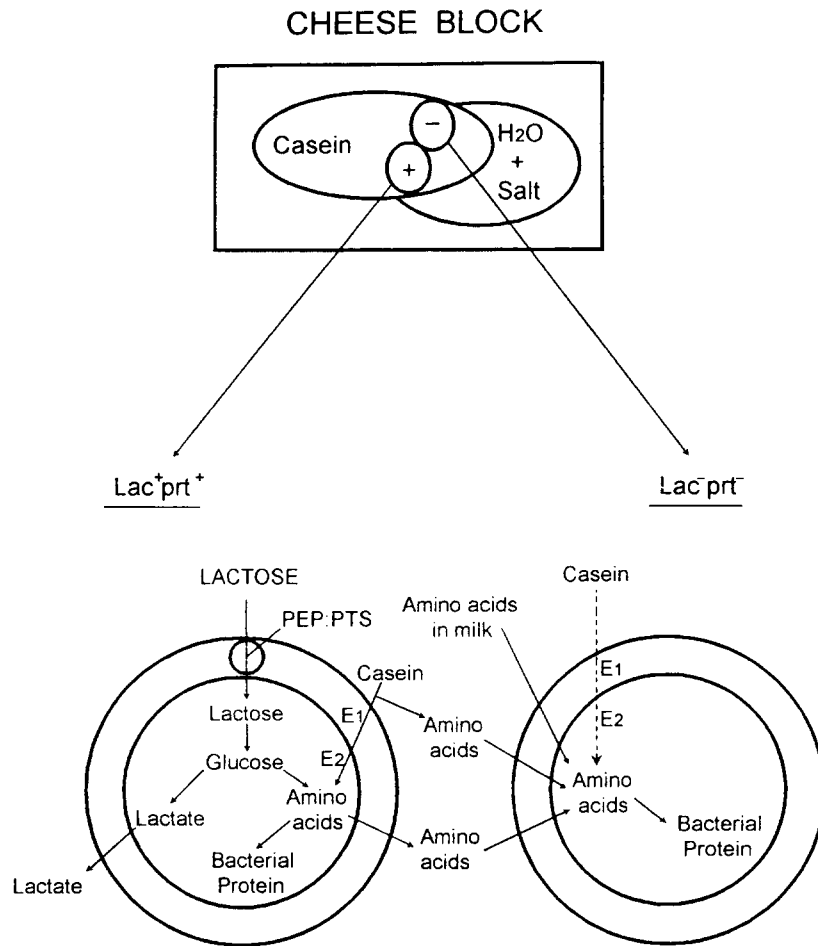 CHEESE BLOCK
Casein
−
+
H2O
+
Salt
Lac+prt+
Lac−prt−
LACTOSE
PEP:PTS
Casein
E1
Lactose
E2
Glucose
Amino
acids
Lactate
Bacterial
Protein
Lactate
Amino acids
in milk
Amino
acids
Amino
acids
Casein
E1
E2
Amino
acids
Bacterial
Protein